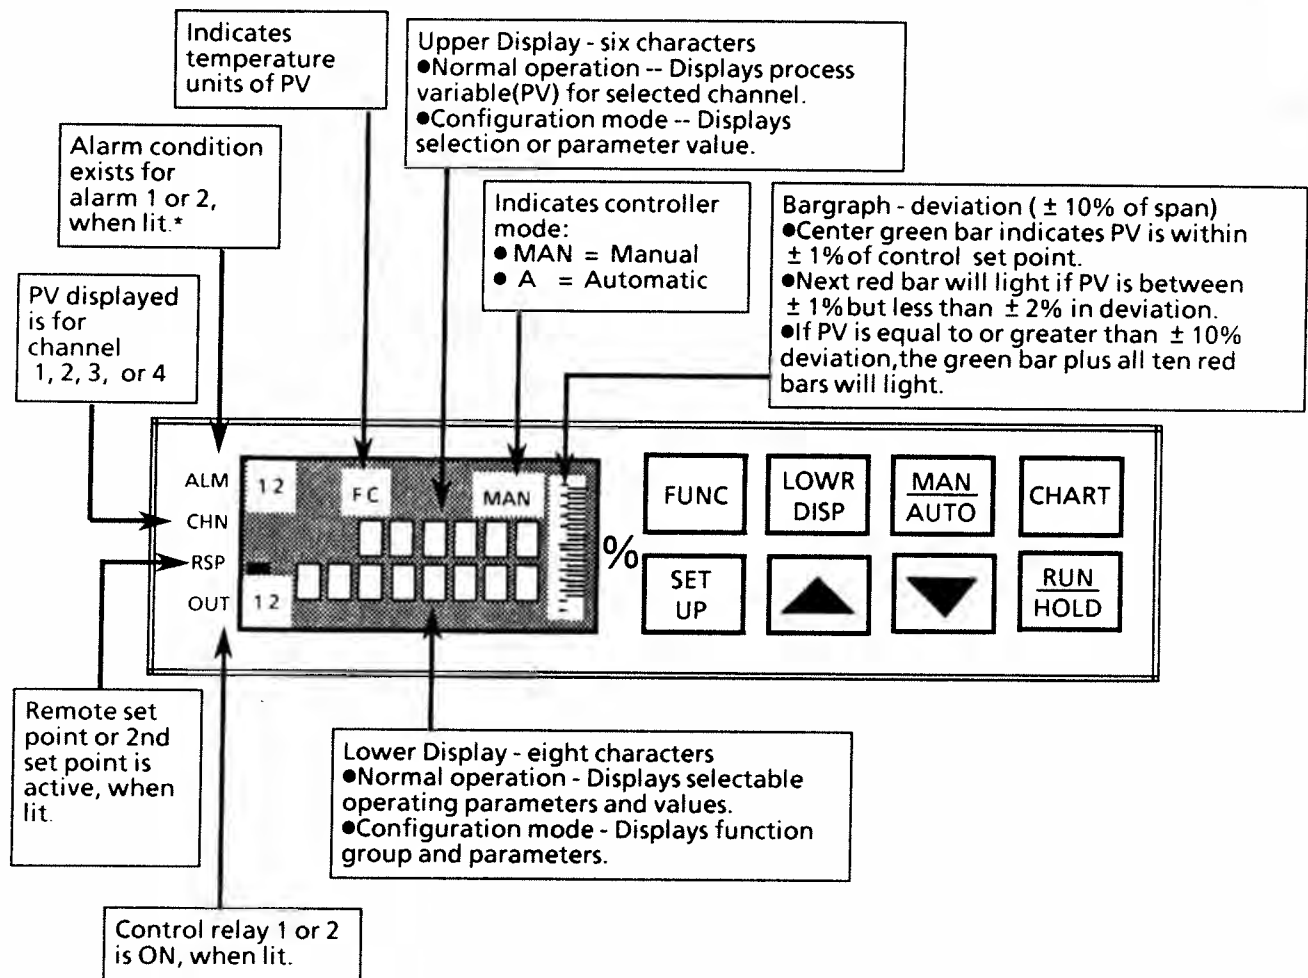 Indicates
temperature
units of PV
Upper Display - six characters
●Normal operation -- Displays process
variable(PV) for selected channel.
●Configuration mode -- Displays
selection or parameter value.
Alarm condition
exists for
alarm 1 or 2,
when lit.*
Indicates controller
mode:
● MAN = Manual
● A = Automatic
Bargraph - deviation ( ± 10% of span)
●Center green bar indicates PV is within
± 1% of control set point.
●Next red bar will light if PV is between
± 1% but less than ± 2% in deviation.
●If PV is equal to or greater than ± 10%
deviation,the green bar plus all ten red
bars will light.
PV displayed
is for
channel
1, 2, 3, or 4
ALM
CHN
RSP
OUT
1 2
F C
MAN
1 2
%
FUNC
LOWR
DISP
MAN
AUTO
CHART
SET
UP
RUN
HOLD
Remote set
point or 2nd
set point is
active, when
lit.
Lower Display - eight characters
●Normal operation - Displays selectable
operating parameters and values.
●Configuration mode - Displays function
group and parameters.
Control relay 1 or 2
is ON, when lit.